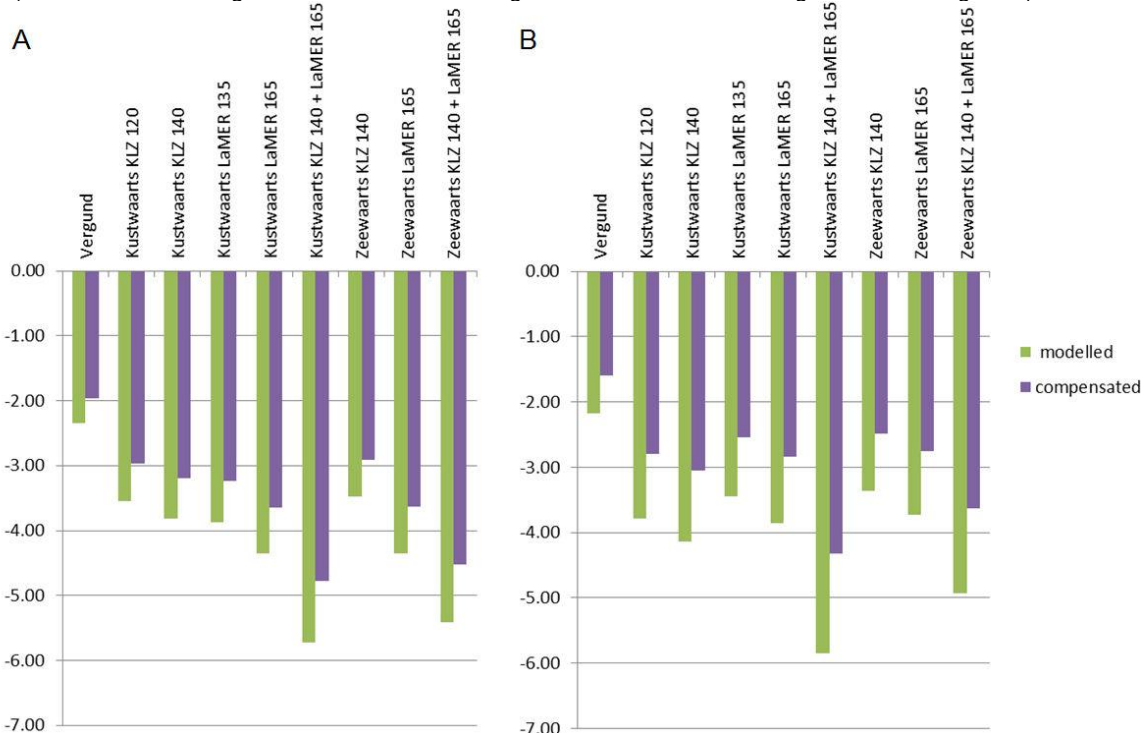 A
B
Vergund
Kustwaarts KLZ 120
Kustwaarts KLZ 140
Kustwaarts LaMER 135
Kustwaarts LaMER 165
Kustwaarts KLZ 140 + LaMER 165
Zeewaarts KLZ 140
Zeewaarts LaMER 165
Zeewaarts KLZ 140 + LaMER 165
0.00
-1.00
-2.00
-3.00
-4.00
-5.00
-6.00
-7.00
Vergund
Kustwaarts KLZ 120
Kustwaarts KLZ 140
Kustwaarts LaMER 135
Kustwaarts LaMER 165
Kustwaarts KLZ 140 + LaMER 165
Zeewaarts KLZ 140
Zeewaarts LaMER 165
Zeewaarts KLZ 140 + LaMER 165
0.00
-1.00
-2.00
-3.00
-4.00
-5.00
-6.00
-7.00
modelled
compensated